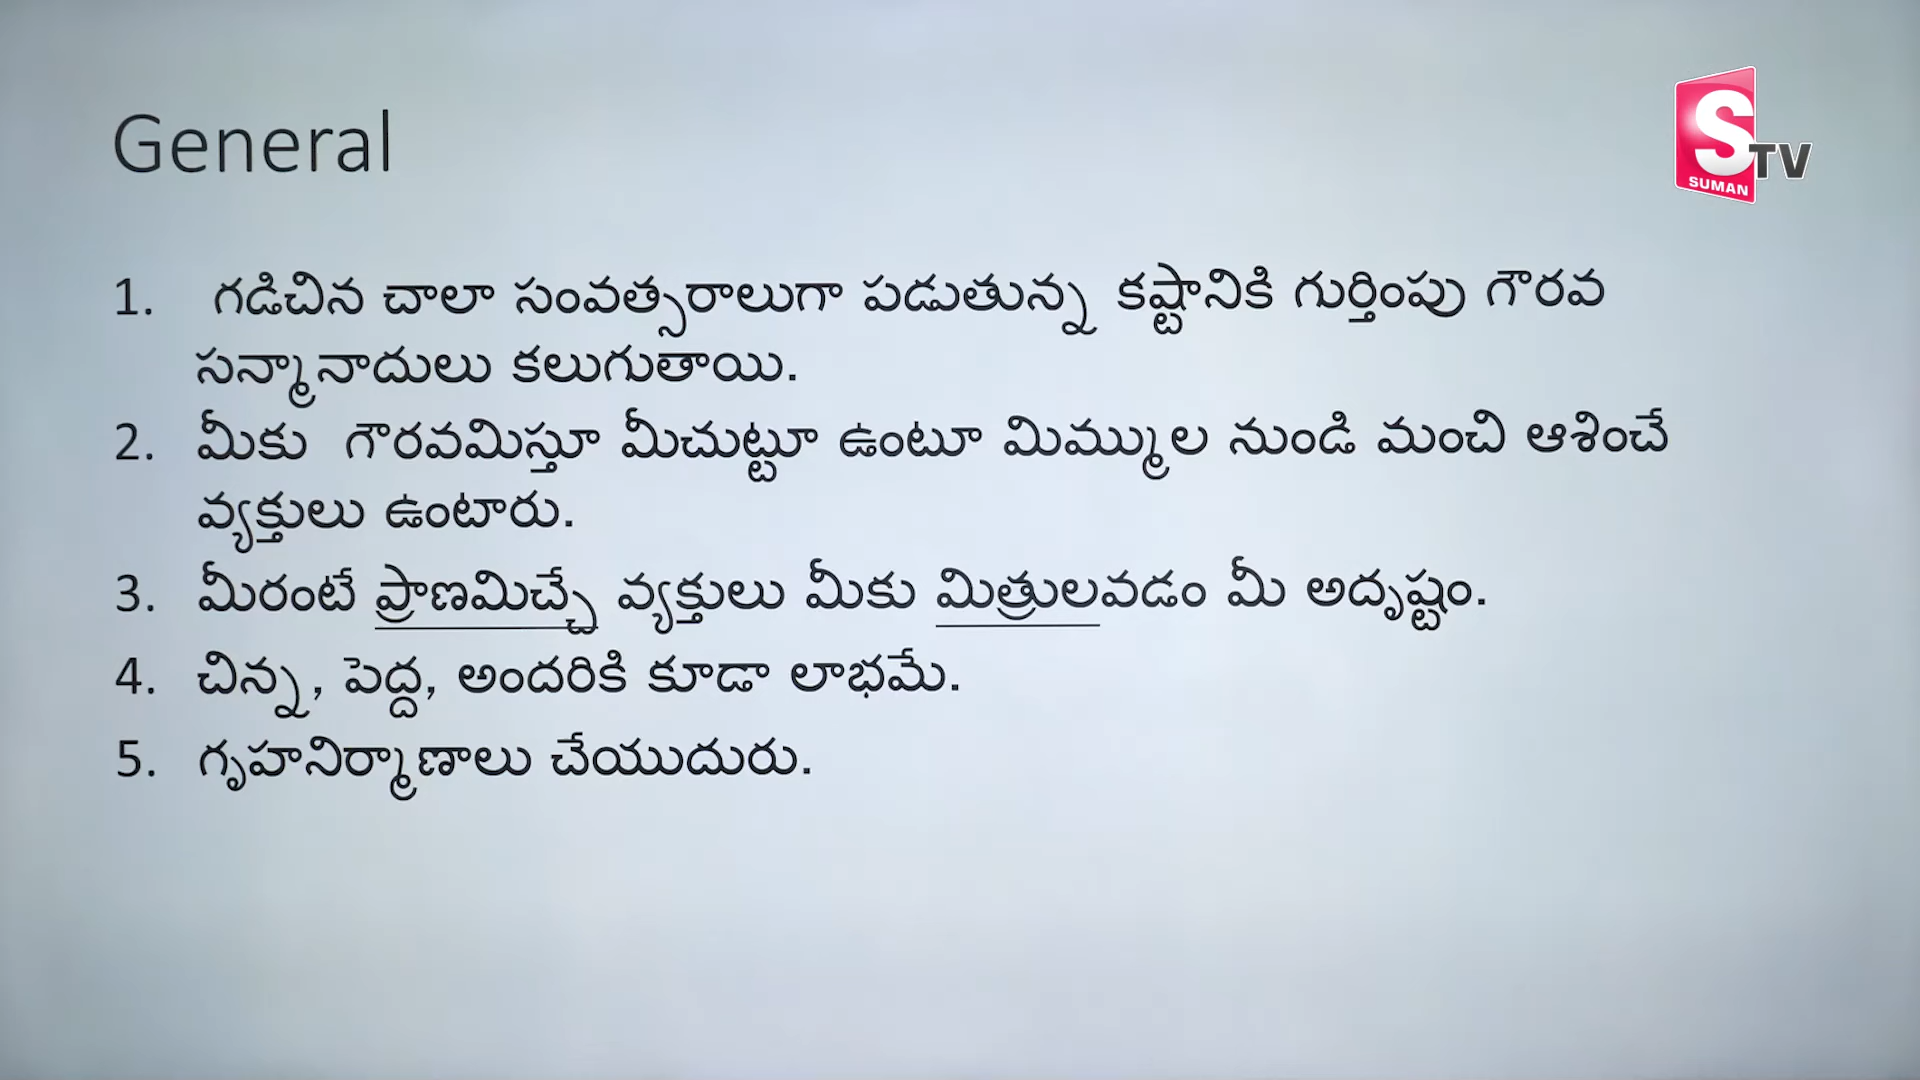 General
S TV
SUMAN
1. గడిచిన చాలా సంవత్సరాలుగా పడుతున్న కష్టానికి గుర్తింపు గౌరవ
సన్మానాదులు కలుగుతాయి.
2. మీకు గౌరవమిస్తూ మీచుట్టూ ఉంటూ మిమ్ముల నుండి మంచి ఆశించే
వ్యక్తులు ఉంటారు.
3. మీరంటే ప్రాణమిచ్చే వ్యక్తులు మీకు మిత్రులవడం మీ అదృష్టం.
4. చిన్న, పెద్ద, అందరికి కూడా లాభమే.
5. గృహనిర్మాణాలు చేయుదురు.